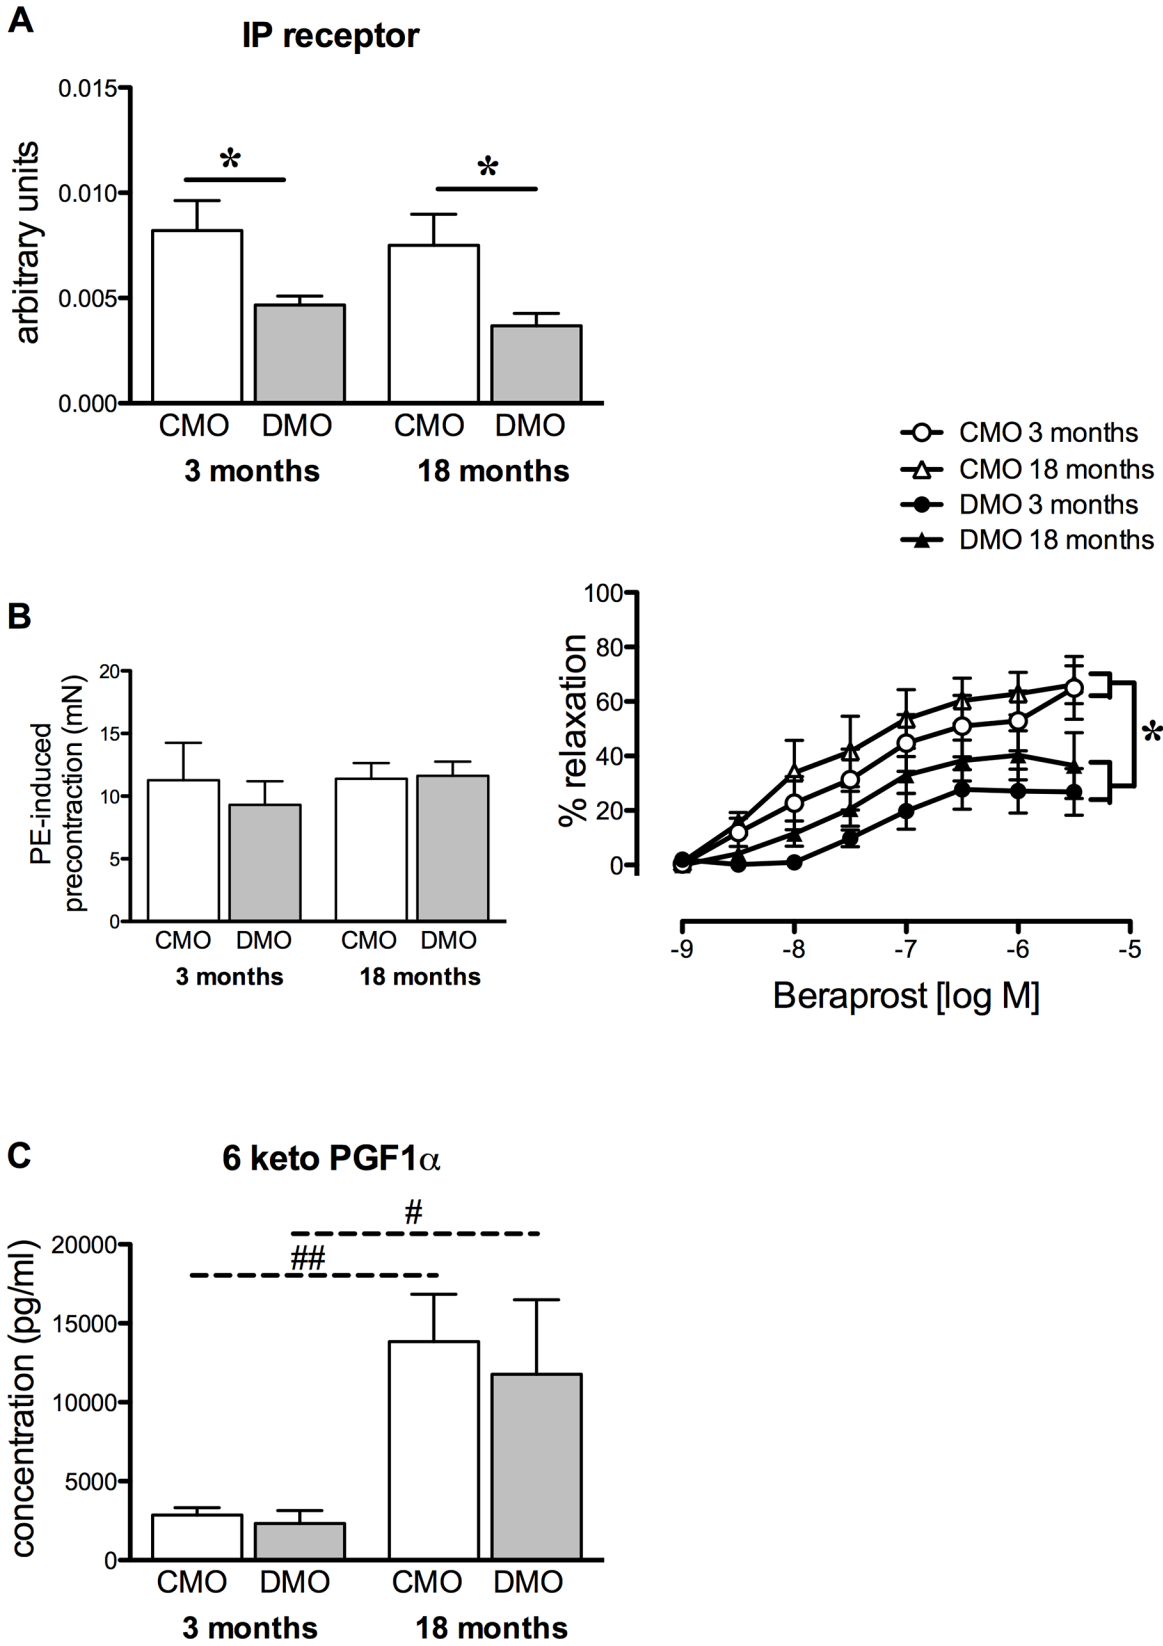 A
IP receptor
arbitrary units
0.015
0.010
0.005
0.000
*
*
CMO DMO CMO DMO
3 months 18 months
CMO 3 months
CMO 18 months
DMO 3 months
DMO 18 months
B
PE-induced
precontraction (mN)
20
15
10
5
0
CMO DMO CMO DMO
3 months 18 months
% relaxation
100
80
60
40
20
0
*
-9 -8 -7 -6 -5
Beraprost [log M]
C
6 keto PGF1α
concentration (pg/ml)
#
##
20000
15000
10000
5000
0
CMO DMO CMO DMO
3 months 18 months